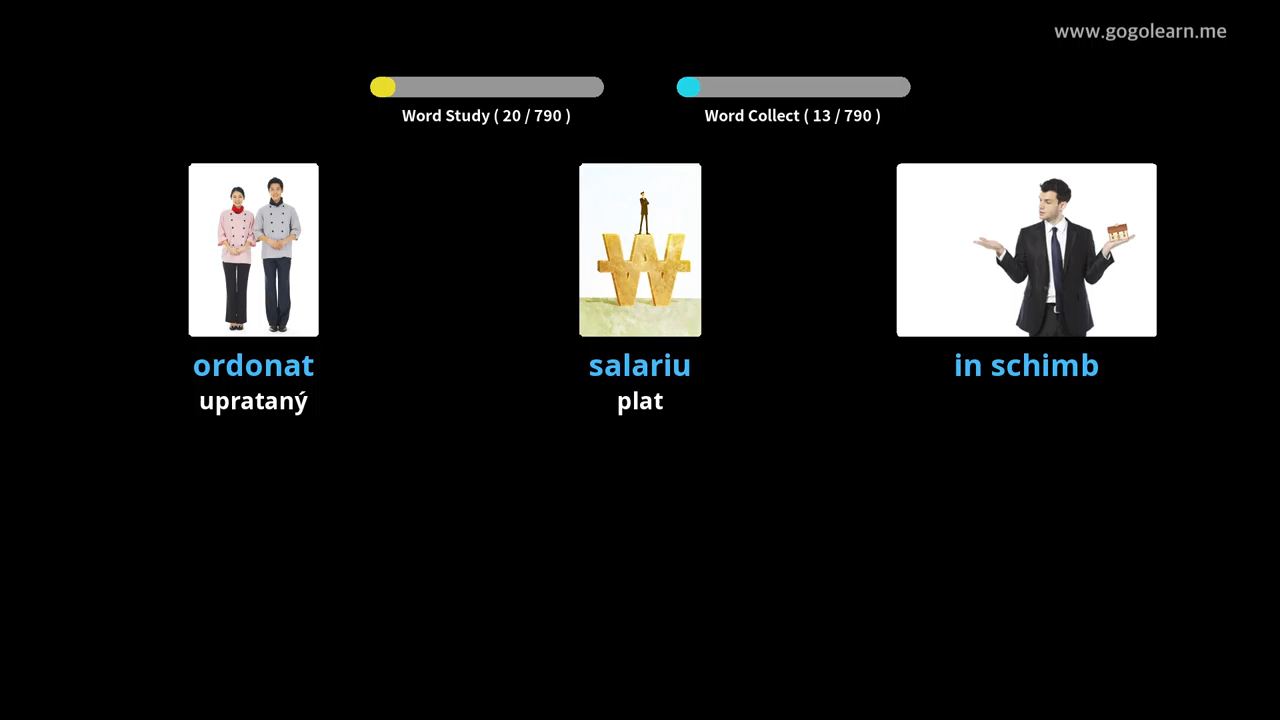 www.gogolearn.me
Word Study ( 20 / 790 )
Word Collect ( 13 / 790 )
ordonat
uprataný
salariu
plat
in schimb